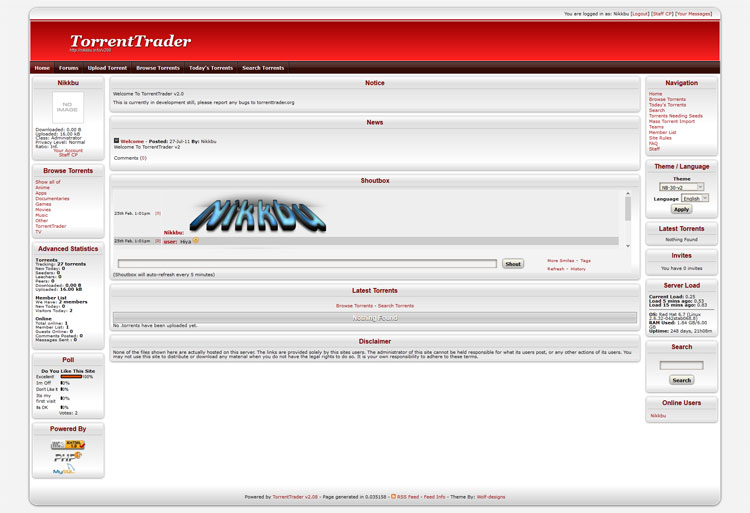 You are logged in as: Nikkbu [Logout] [Staff CP] [Your Messages]
TorrentTrader
Home Forums Upload Torrent Browse Torrents Today's Torrents Search Torrents
Nikkbu
NO IMAGE
Downloaded: 0.00 B
Uploaded: 16.00 kB
Class: Administrator
Privacy Level: Normal
Ratio: Inf.
Your Account
Staff CP
Browse Torrents
Show all of
Anime
Apps
Documentaries
Games
Movies
Music
Other
TorrentTrader
TV
Advanced Statistics
Torrents
Tracking: 27 torrents
New Today: 0
Seeders: 0
Leechers: 0
Peers: 0
Downloaded: 0.00 B
Uploaded: 16.00 kB
Member List
We Have: 2 members
New Today: 0
Visitors Today: 2
Online
Total online: 1
Member List: 1
Guests Online: 0
Comments Posted: 0
Messages Sent : 0
Poll
Do You Like This Site
Excellent 100%
Im Off 0%
Don't Like It 0%
Its my first visit 0%
Its OK 0%
Votes: 2
Powered By
PHP
MySQL
Notice
Welcome To TorrentTrader v2.0
This is currently in development still, please report any bugs to torrenttrader.org
News
Welcome - Posted: 27-Jul-11 By: Nikkbu
Welcome To TorrentTrader v2
Comments (0)
Shoutbox
25th Feb, 1:01pm
Nikkbu
Nikkbu:
25th Feb, 1:01pm user: Hiya
Shout
More Smilies - Tags
Refresh - History
(Shoutbox will auto-refresh every 5 minutes)
Latest Torrents
Browse Torrents - Search Torrents
Nothing Found
No .torrents have been uploaded yet.
Disclaimer
None of the files shown here are actually hosted on this server. The links are provided solely by this sites users. The administrator of this site cannot be held responsible for what its users post, or any other actions of its users. You
may not use this site to distribute or download any material when you do not have the legal rights to do so. It is your own responsibility to adhere to these terms.
Navigation
Home
Browse Torrents
Today's Torrents
Search
Torrents Needing Seeds
Mass Torrent Import
Teams
Member List
Site Rules
FAQ
Staff
Theme / Language
Theme
NB-30-v2
Language English
Apply
Latest Torrents
Nothing Found
Invites
You have 0 invites
Server Load
Current Load: 0.25
Load 5 mins ago: 0.53
Load 15 mins ago: 0.83
OS: Red Hat 6.7 (Linux
RAM Used: 1.84 GB/6.00 GB
Uptime: 248 days, 21h08m
Search
Search
Online Users
Nikkbu
Powered by TorrentTrader v2.08 - Page generated in 0.035158 - RSS Feed - Feed Info - Theme By: Wolf-designs